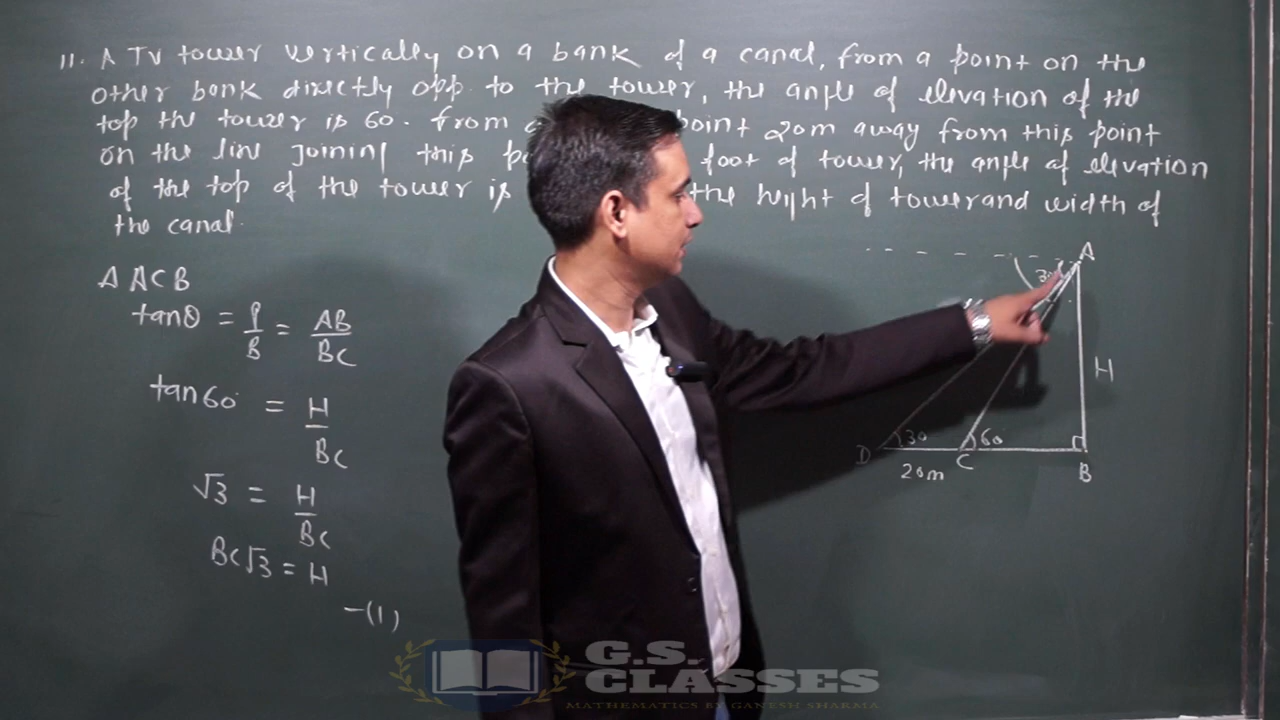 11. A TV tower vertically on a bank of a canal, from a point on the
other bank directly opp. to the tower, the angle of elevation of the
top the tower is 60. From point 20m away from this point
on the line joining this foot of tower, the angle of elevation
of the top of the tower is the hight of tower and width of
the canal.
Δ ACB
tanθ = P/B = AB/BC
tan60° = H/BC
√3 = H/BC
BC√3 = H
-(1)
A
H
D 30 C 60 B
20m
G.S.
CLASSES
MATHEMATICS BY GANESH SHARMA